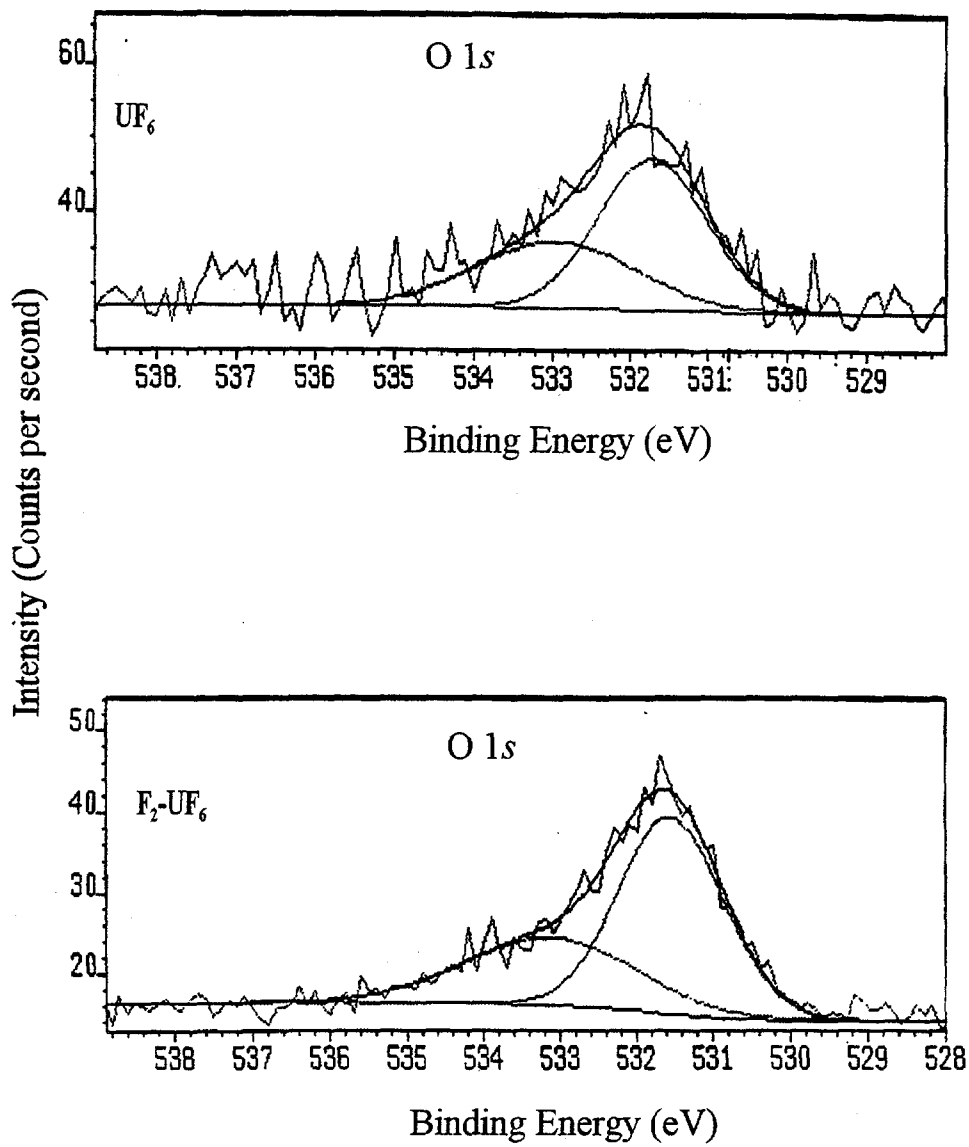 O 1s
60
UF₆
40
538. 537 536 535 534 533 532 531: 530 529
Binding Energy (eV)
Intensity (Counts per second)
O 1s
50
F₂-UF₆
40
30
20
538 537 536 535 534 533 532 531 530 529 528
Binding Energy (eV)